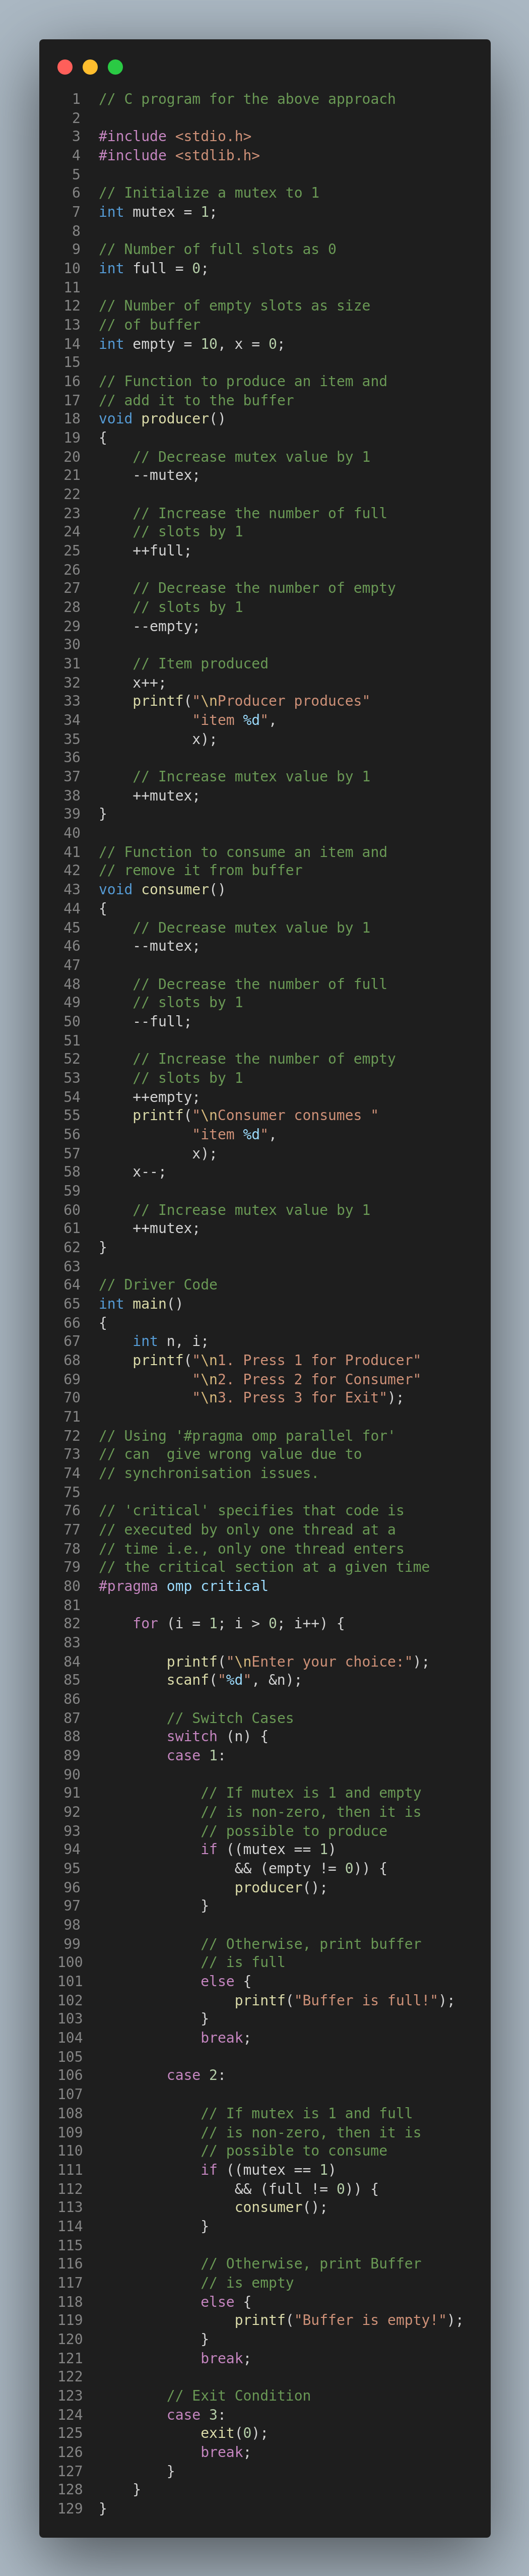 1 // C program for the above approach
2
3 #include <stdio.h>
4 #include <stdlib.h>
5
6 // Initialize a mutex to 1
7 int mutex = 1;
8
9 // Number of full slots as 0
10 int full = 0;
11
12 // Number of empty slots as size
13 // of buffer
14 int empty = 10, x = 0;
15
16 // Function to produce an item and
17 // add it to the buffer
18 void producer()
19 {
20     // Decrease mutex value by 1
21     --mutex;
22
23     // Increase the number of full
24     // slots by 1
25     ++full;
26
27     // Decrease the number of empty
28     // slots by 1
29     --empty;
30
31     // Item produced
32     x++;
33     printf("\nProducer produces"
34            "item %d",
35            x);
36
37     // Increase mutex value by 1
38     ++mutex;
39 }
40
41 // Function to consume an item and
42 // remove it from buffer
43 void consumer()
44 {
45     // Decrease mutex value by 1
46     --mutex;
47
48     // Decrease the number of full
49     // slots by 1
50     --full;
51
52     // Increase the number of empty
53     // slots by 1
54     ++empty;
55     printf("\nConsumer consumes "
56            "item %d",
57            x);
58     x--;
59
60     // Increase mutex value by 1
61     ++mutex;
62 }
63
64 // Driver Code
65 int main()
66 {
67     int n, i;
68     printf("\n1. Press 1 for Producer"
69            "\n2. Press 2 for Consumer"
70            "\n3. Press 3 for Exit");
71
72 // Using '#pragma omp parallel for'
73 // can  give wrong value due to
74 // synchronisation issues.
75
76 // 'critical' specifies that code is
77 // executed by only one thread at a
78 // time i.e., only one thread enters
79 // the critical section at a given time
80 #pragma omp critical
81
82     for (i = 1; i > 0; i++) {
83
84         printf("\nEnter your choice:");
85         scanf("%d", &n);
86
87         // Switch Cases
88         switch (n) {
89         case 1:
90
91             // If mutex is 1 and empty
92             // is non-zero, then it is
93             // possible to produce
94             if ((mutex == 1)
95                 && (empty != 0)) {
96                 producer();
97             }
98
99             // Otherwise, print buffer
100             // is full
101             else {
102                 printf("Buffer is full!");
103             }
104             break;
105
106         case 2:
107
108             // If mutex is 1 and full
109             // is non-zero, then it is
110             // possible to consume
111             if ((mutex == 1)
112                 && (full != 0)) {
113                 consumer();
114             }
115
116             // Otherwise, print Buffer
117             // is empty
118             else {
119                 printf("Buffer is empty!");
120             }
121             break;
122
123         // Exit Condition
124         case 3:
125             exit(0);
126             break;
127         }
128     }
129 }